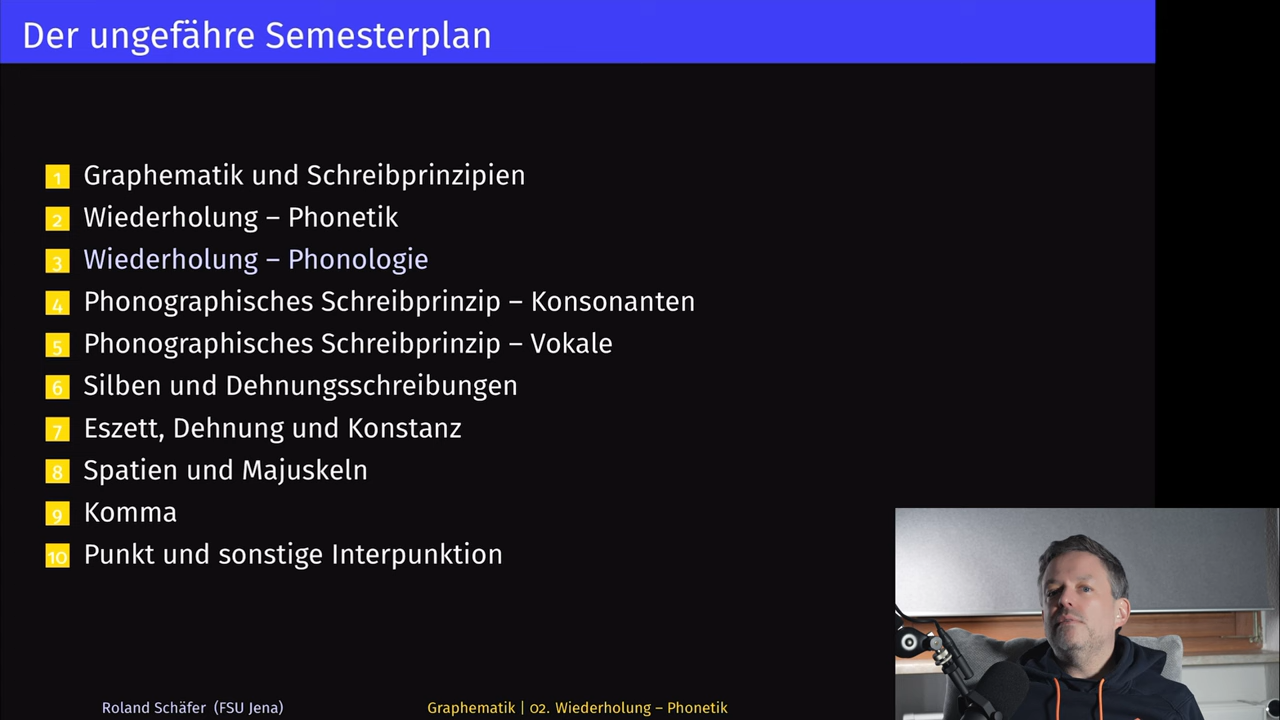 Der ungefähre Semesterplan
1 Graphematik und Schreibprinzipien
2 Wiederholung – Phonetik
3 Wiederholung – Phonologie
4 Phonographisches Schreibprinzip – Konsonanten
5 Phonographisches Schreibprinzip – Vokale
6 Silben und Dehnungsschreibungen
7 Eszett, Dehnung und Konstanz
8 Spatien und Majuskeln
9 Komma
10 Punkt und sonstige Interpunktion
Roland Schäfer (FSU Jena) Graphematik | 02. Wiederholung – Phonetik